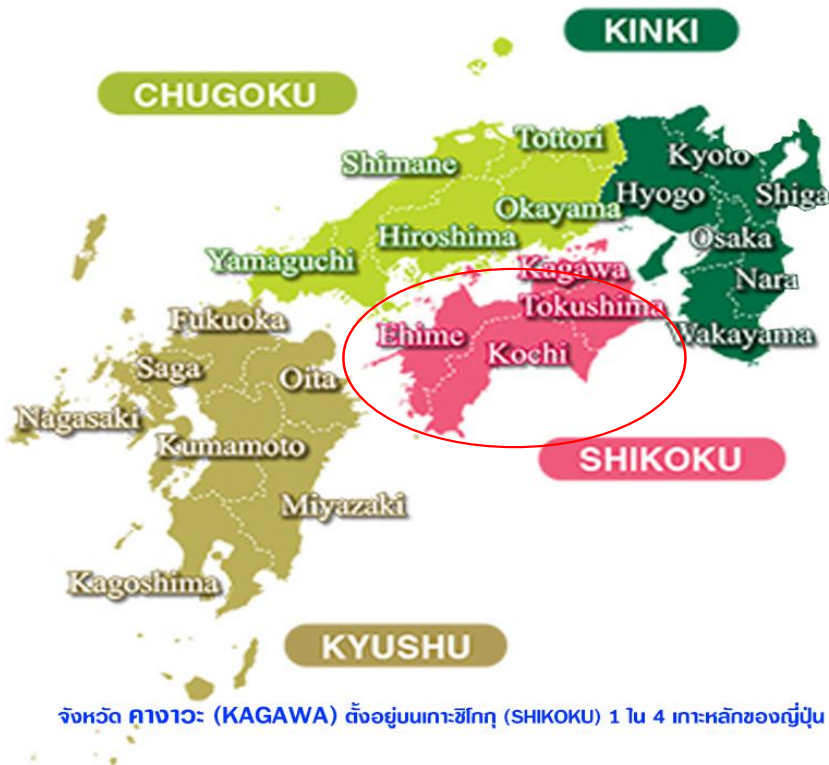 KINKI
CHUGOKU
Tottori
Kyoto
Shimane
Hyogo
Shiga
Okayama
Hiroshima
Osaka
Yamaguchi
Kagawa
Nara
Tokushima
Fukuoka
Ehime
Wakayama
Kochi
Saga
Oita
Nagasaki
Kumamoto
SHIKOKU
Miyazaki
Kagoshima
KYUSHU
จังหวัด คางาวะ (KAGAWA) ตั้งอยู่บนเกาะชิโกกุ (SHIKOKU) 1 ใน 4 เกาะหลักของญี่ปุ่น